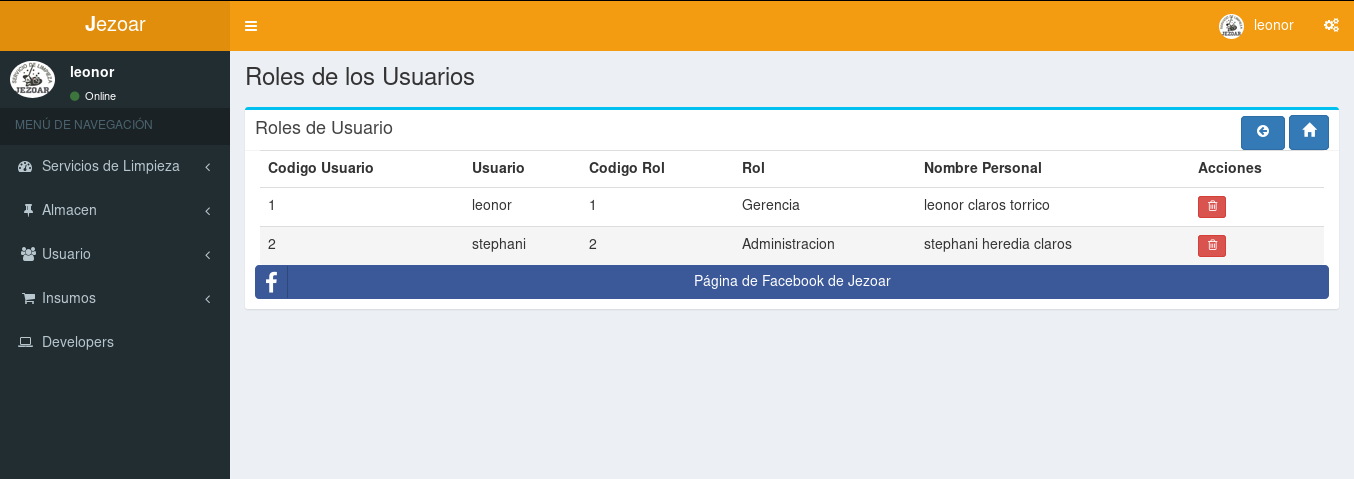 Jezoar
leonor
leonor
Online
MENÚ DE NAVEGACIÓN
Servicios de Limpieza
Almacen
Usuario
Insumos
Developers
Roles de los Usuarios
Roles de Usuario
Codigo Usuario Usuario Codigo Rol Rol Nombre Personal Acciones
1 leonor 1 Gerencia leonor claros torrico
2 stephani 2 Administracion stephani heredia claros
Página de Facebook de Jezoar